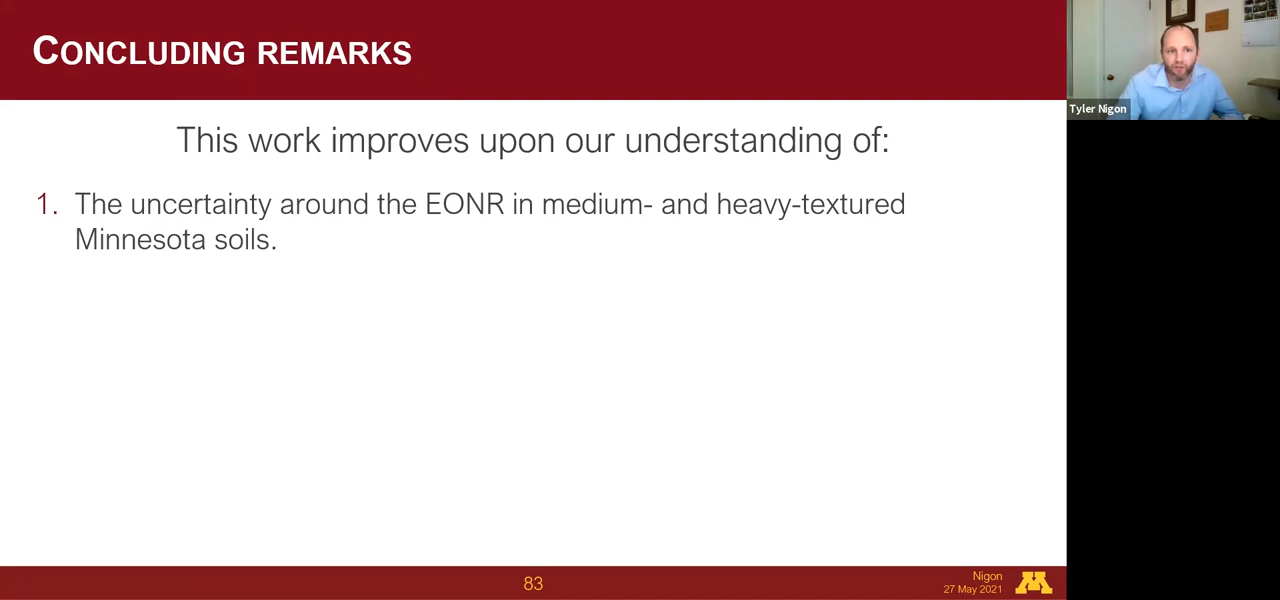 CONCLUDING REMARKS
This work improves upon our understanding of:
1. The uncertainty around the EONR in medium- and heavy-textured
Minnesota soils.
83
Nigon
27 May 2021
M
Tyler Nigon